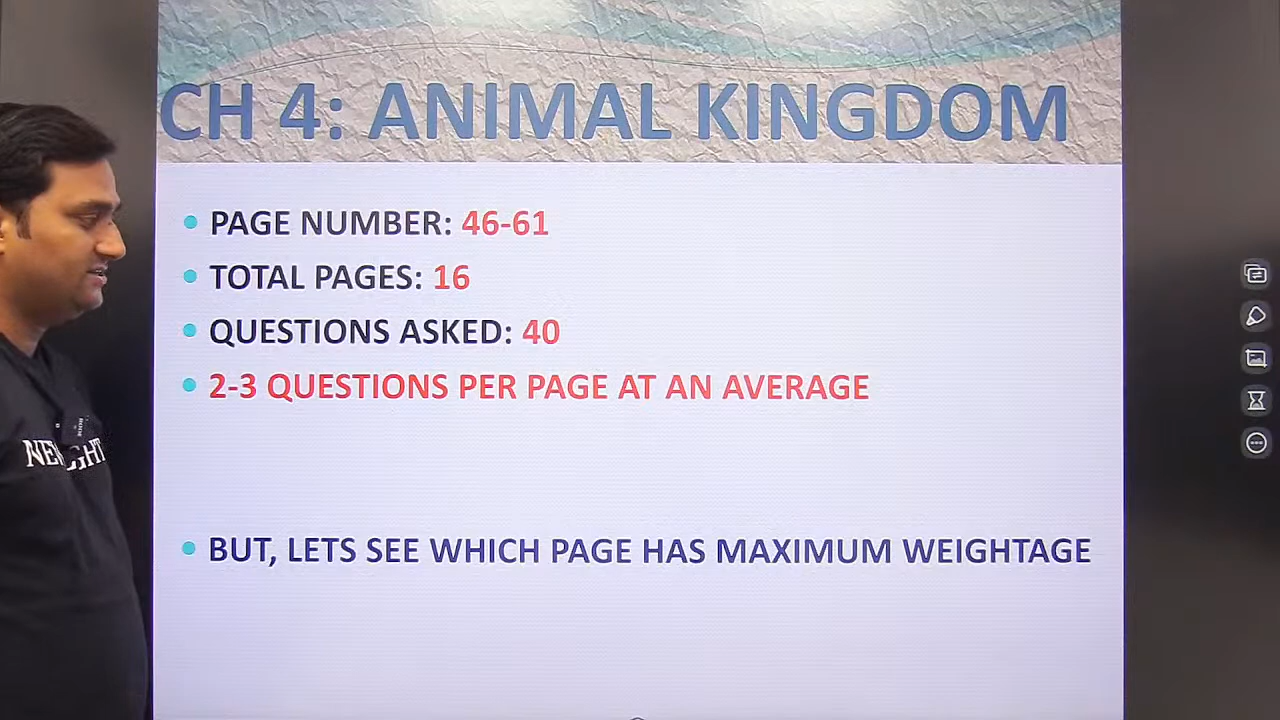 CH 4: ANIMAL KINGDOM
PAGE NUMBER: 46-61
TOTAL PAGES: 16
QUESTIONS ASKED: 40
2-3 QUESTIONS PER PAGE AT AN AVERAGE
BUT, LETS SEE WHICH PAGE HAS MAXIMUM WEIGHTAGE